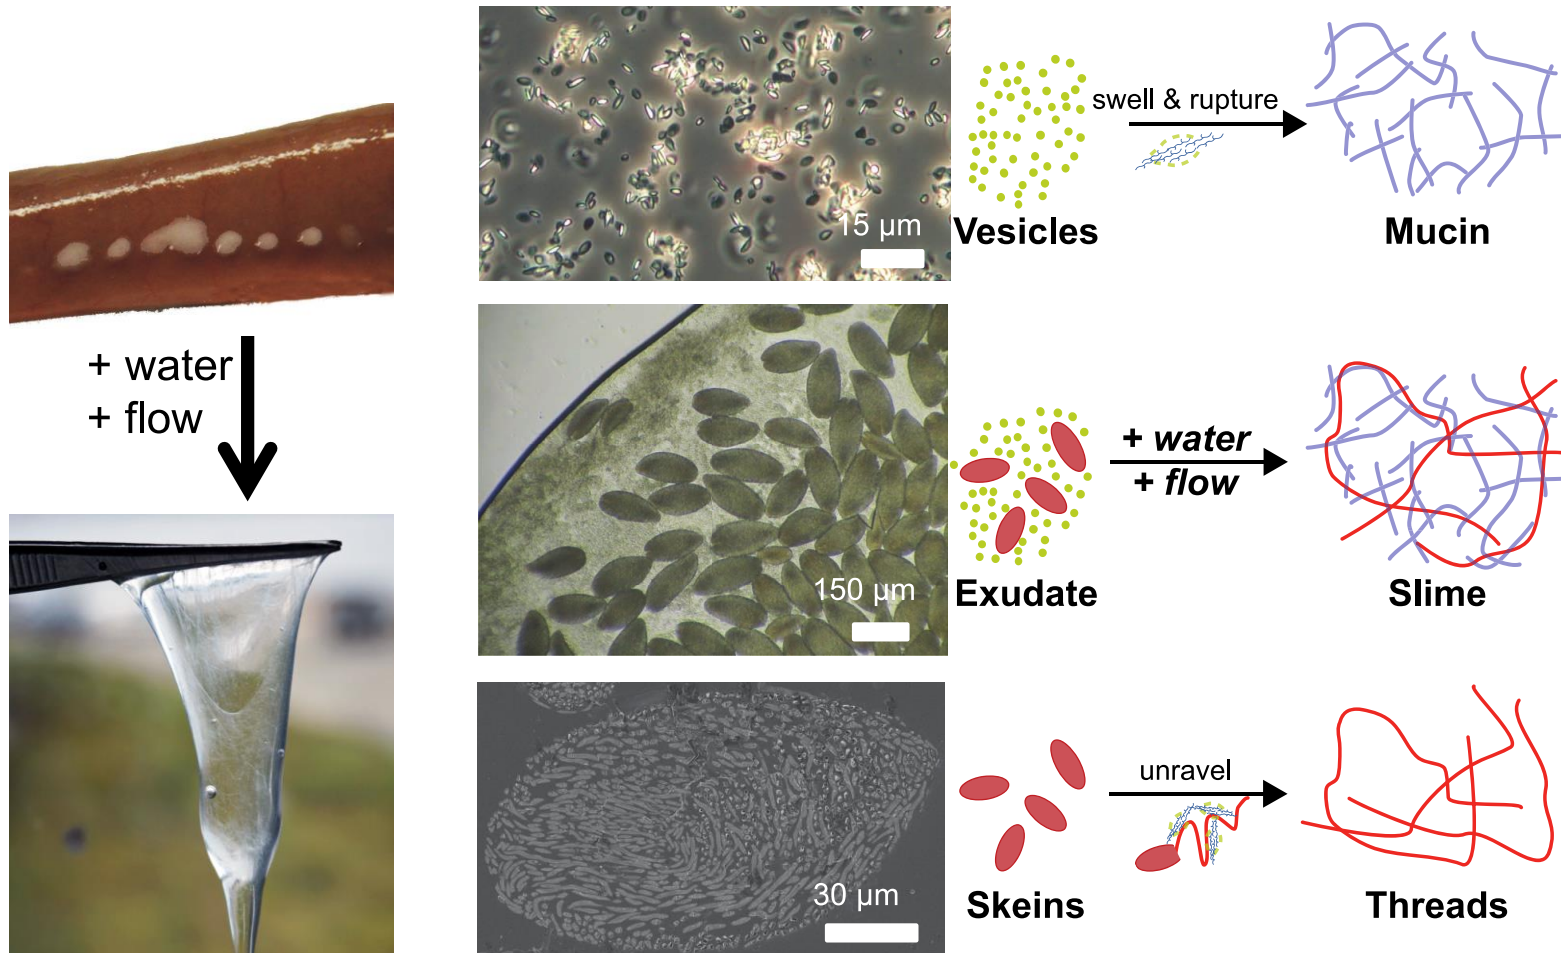 + water
+ flow
15 µm
swell & rupture
Vesicles
Mucin
150 µm
+ water
+ flow
Exudate
Slime
30 µm
unravel
Skeins
Threads